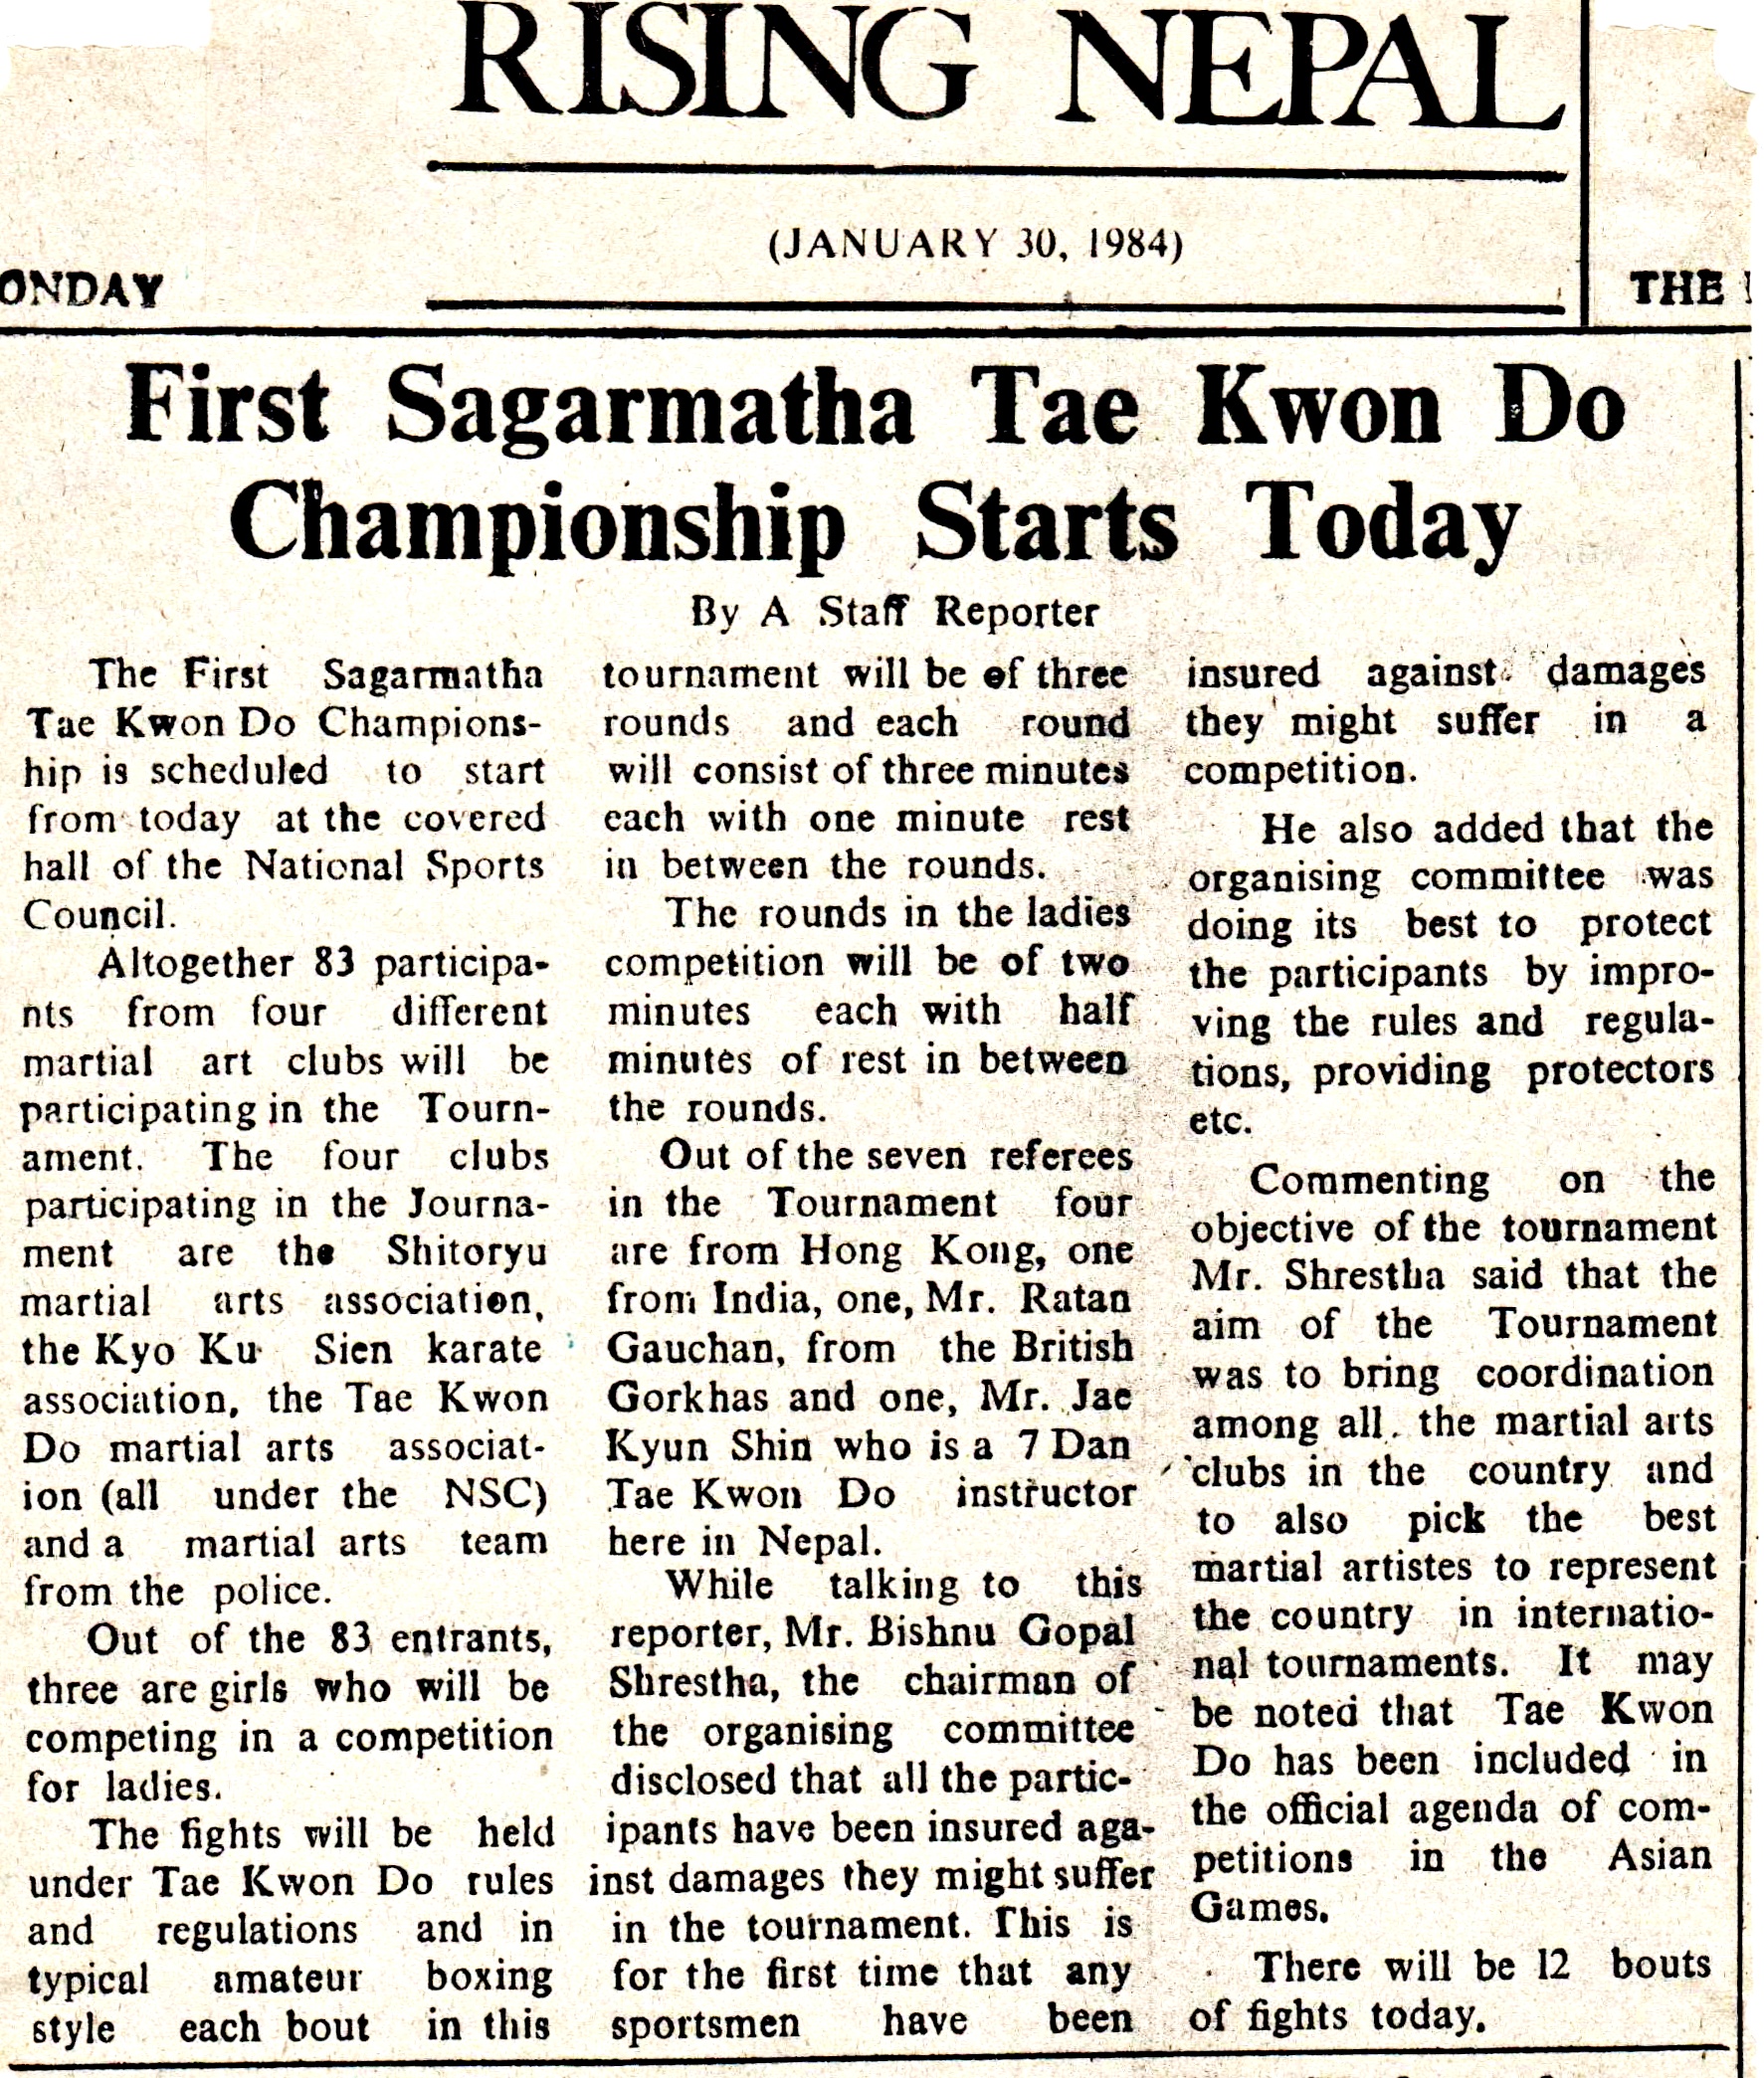 RISING NEPAL
(JANUARY 30, 1984)
ONDAY
THE
First Sagarmatha Tae Kwon Do
Championship Starts Today
By A Staff Reporter
The First Sagarmatha
Tae Kwon Do Champions-
hip is scheduled to start
from today at the covered
hall of the National Sports
Council.
Altogether 83 participa-
nts from four different
martial art clubs will be
participating in the Tourn-
ament. The four clubs
participating in the Journa-
ment are the Shitoryu
martial arts association,
the Kyo Ku Sien karate
association, the Tae Kwon
Do martial arts associat-
ion (all under the NSC)
and a martial arts team
from the police.
Out of the 83 entrants,
three are girls who will be
competing in a competition
for ladies.
The fights will be held
under Tae Kwon Do rules
and regulations and in
typical amateur boxing
style each bout in this
tournament will be of three
rounds and each round
will consist of three minutes
each with one minute rest
in between the rounds.
The rounds in the ladies
competition will be of two
minutes each with half
minutes of rest in between
the rounds.
Out of the seven referees
in the Tournament four
are from Hong Kong, one
from India, one, Mr. Ratan
Gauchan, from the British
Gorkhas and one, Mr. Jae
Kyun Shin who is a 7 Dan
Tae Kwon Do instructor
here in Nepal.
While talking to this
reporter, Mr. Bishnu Gopal
Shrestha, the chairman of
the organising committee
disclosed that all the partic-
ipants have been insured aga-
inst damages they might suffer
in the tournament. This is
for the first time that any
sportsmen have been
insured against damages
they might suffer in a
competition.
He also added that the
organising committee was
doing its best to protect
the participants by impro-
ving the rules and regula-
tions, providing protectors
etc.
Commenting on the
objective of the tournament
Mr. Shrestha said that the
aim of the Tournament
was to bring coordination
among all the martial arts
clubs in the country and
to also pick the best
martial artistes to represent
the country in internatio-
nal tournaments. It may
be noted that Tae Kwon
Do has been included in
the official agenda of com-
petitions in the Asian
Games.
There will be 12 bouts
of fights today.